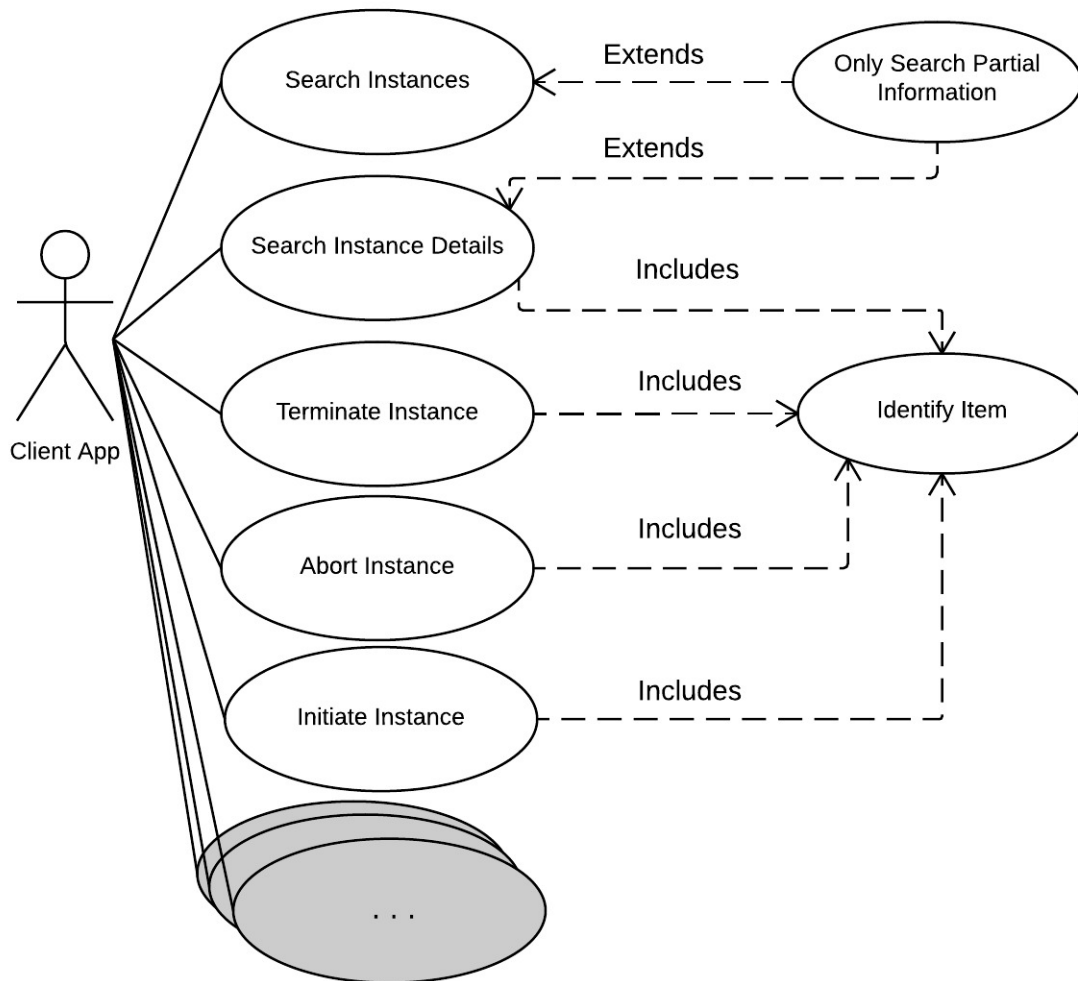 Search Instances
Extends
Only Search Partial
Information
Extends
Search Instance Details
Includes
Client App
Terminate Instance
Includes
Identify Item
Abort Instance
Includes
Initiate Instance
Includes
. . .